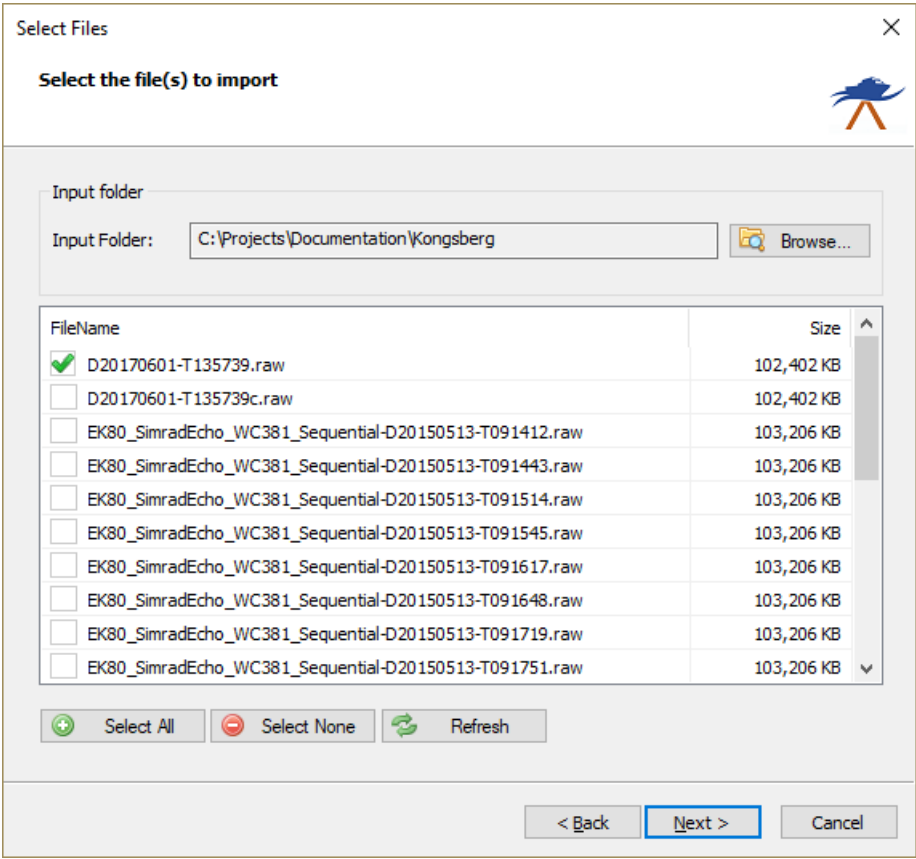 Select Files
Select the file(s) to import
Input folder
Input Folder: C:\Projects\Documentation\Kongsberg Browse...
FileName Size
D20170601-T135739.raw 102,402 KB
D20170601-T135739c.raw 102,402 KB
EK80_SimradEcho_WC381_Sequential-D20150513-T091412.raw 103,206 KB
EK80_SimradEcho_WC381_Sequential-D20150513-T091443.raw 103,206 KB
EK80_SimradEcho_WC381_Sequential-D20150513-T091514.raw 103,206 KB
EK80_SimradEcho_WC381_Sequential-D20150513-T091545.raw 103,206 KB
EK80_SimradEcho_WC381_Sequential-D20150513-T091617.raw 103,206 KB
EK80_SimradEcho_WC381_Sequential-D20150513-T091648.raw 103,206 KB
EK80_SimradEcho_WC381_Sequential-D20150513-T091719.raw 103,206 KB
EK80_SimradEcho_WC381_Sequential-D20150513-T091751.raw 103,206 KB
Select All Select None Refresh
< Back Next > Cancel